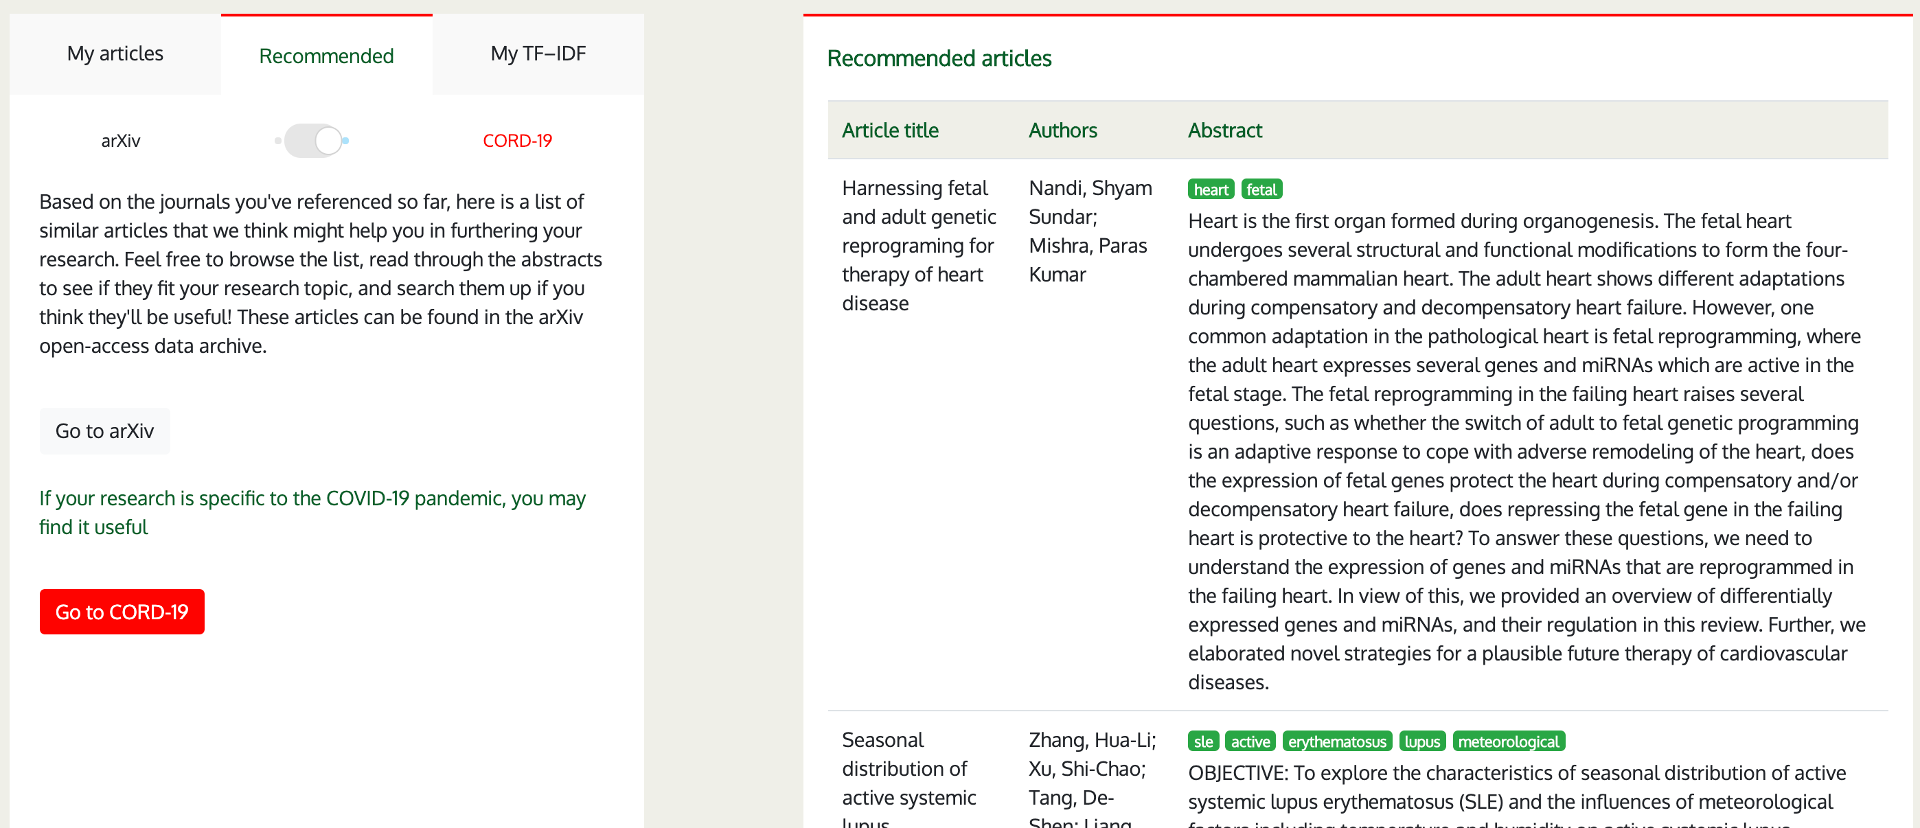 My articles
Recommended
My TF–IDF
arXiv
CORD-19
Based on the journals you've referenced so far, here is a list of
similar articles that we think might help you in furthering your
research. Feel free to browse the list, read through the abstracts
to see if they fit your research topic, and search them up if you
think they'll be useful! These articles can be found in the arXiv
open-access data archive.
Go to arXiv
If your research is specific to the COVID-19 pandemic, you may
find it useful
Go to CORD-19
Recommended articles
Article title
Authors
Abstract
Harnessing fetal
and adult genetic
reprograming for
therapy of heart
disease
Nandi, Shyam
Sundar;
Mishra, Paras
Kumar
heart fetal
Heart is the first organ formed during organogenesis. The fetal heart
undergoes several structural and functional modifications to form the four-
chambered mammalian heart. The adult heart shows different adaptations
during compensatory and decompensatory heart failure. However, one
common adaptation in the pathological heart is fetal reprogramming, where
the adult heart expresses several genes and miRNAs which are active in the
fetal stage. The fetal reprogramming in the failing heart raises several
questions, such as whether the switch of adult to fetal genetic programming
is an adaptive response to cope with adverse remodeling of the heart, does
the expression of fetal genes protect the heart during compensatory and/or
decompensatory heart failure, does repressing the fetal gene in the failing
heart is protective to the heart? To answer these questions, we need to
understand the expression of genes and miRNAs that are reprogrammed in
the failing heart. In view of this, we provided an overview of differentially
expressed genes and miRNAs, and their regulation in this review. Further, we
elaborated novel strategies for a plausible future therapy of cardiovascular
diseases.
Seasonal
distribution of
active systemic
lupus
Zhang, Hua-Li;
Xu, Shi-Chao;
Tang, De-
Shen; Liang
sle active erythematosus lupus meteorological
OBJECTIVE: To explore the characteristics of seasonal distribution of active
systemic lupus erythematosus (SLE) and the influences of meteorological
factors including temperature and humidity on active systemic lupus